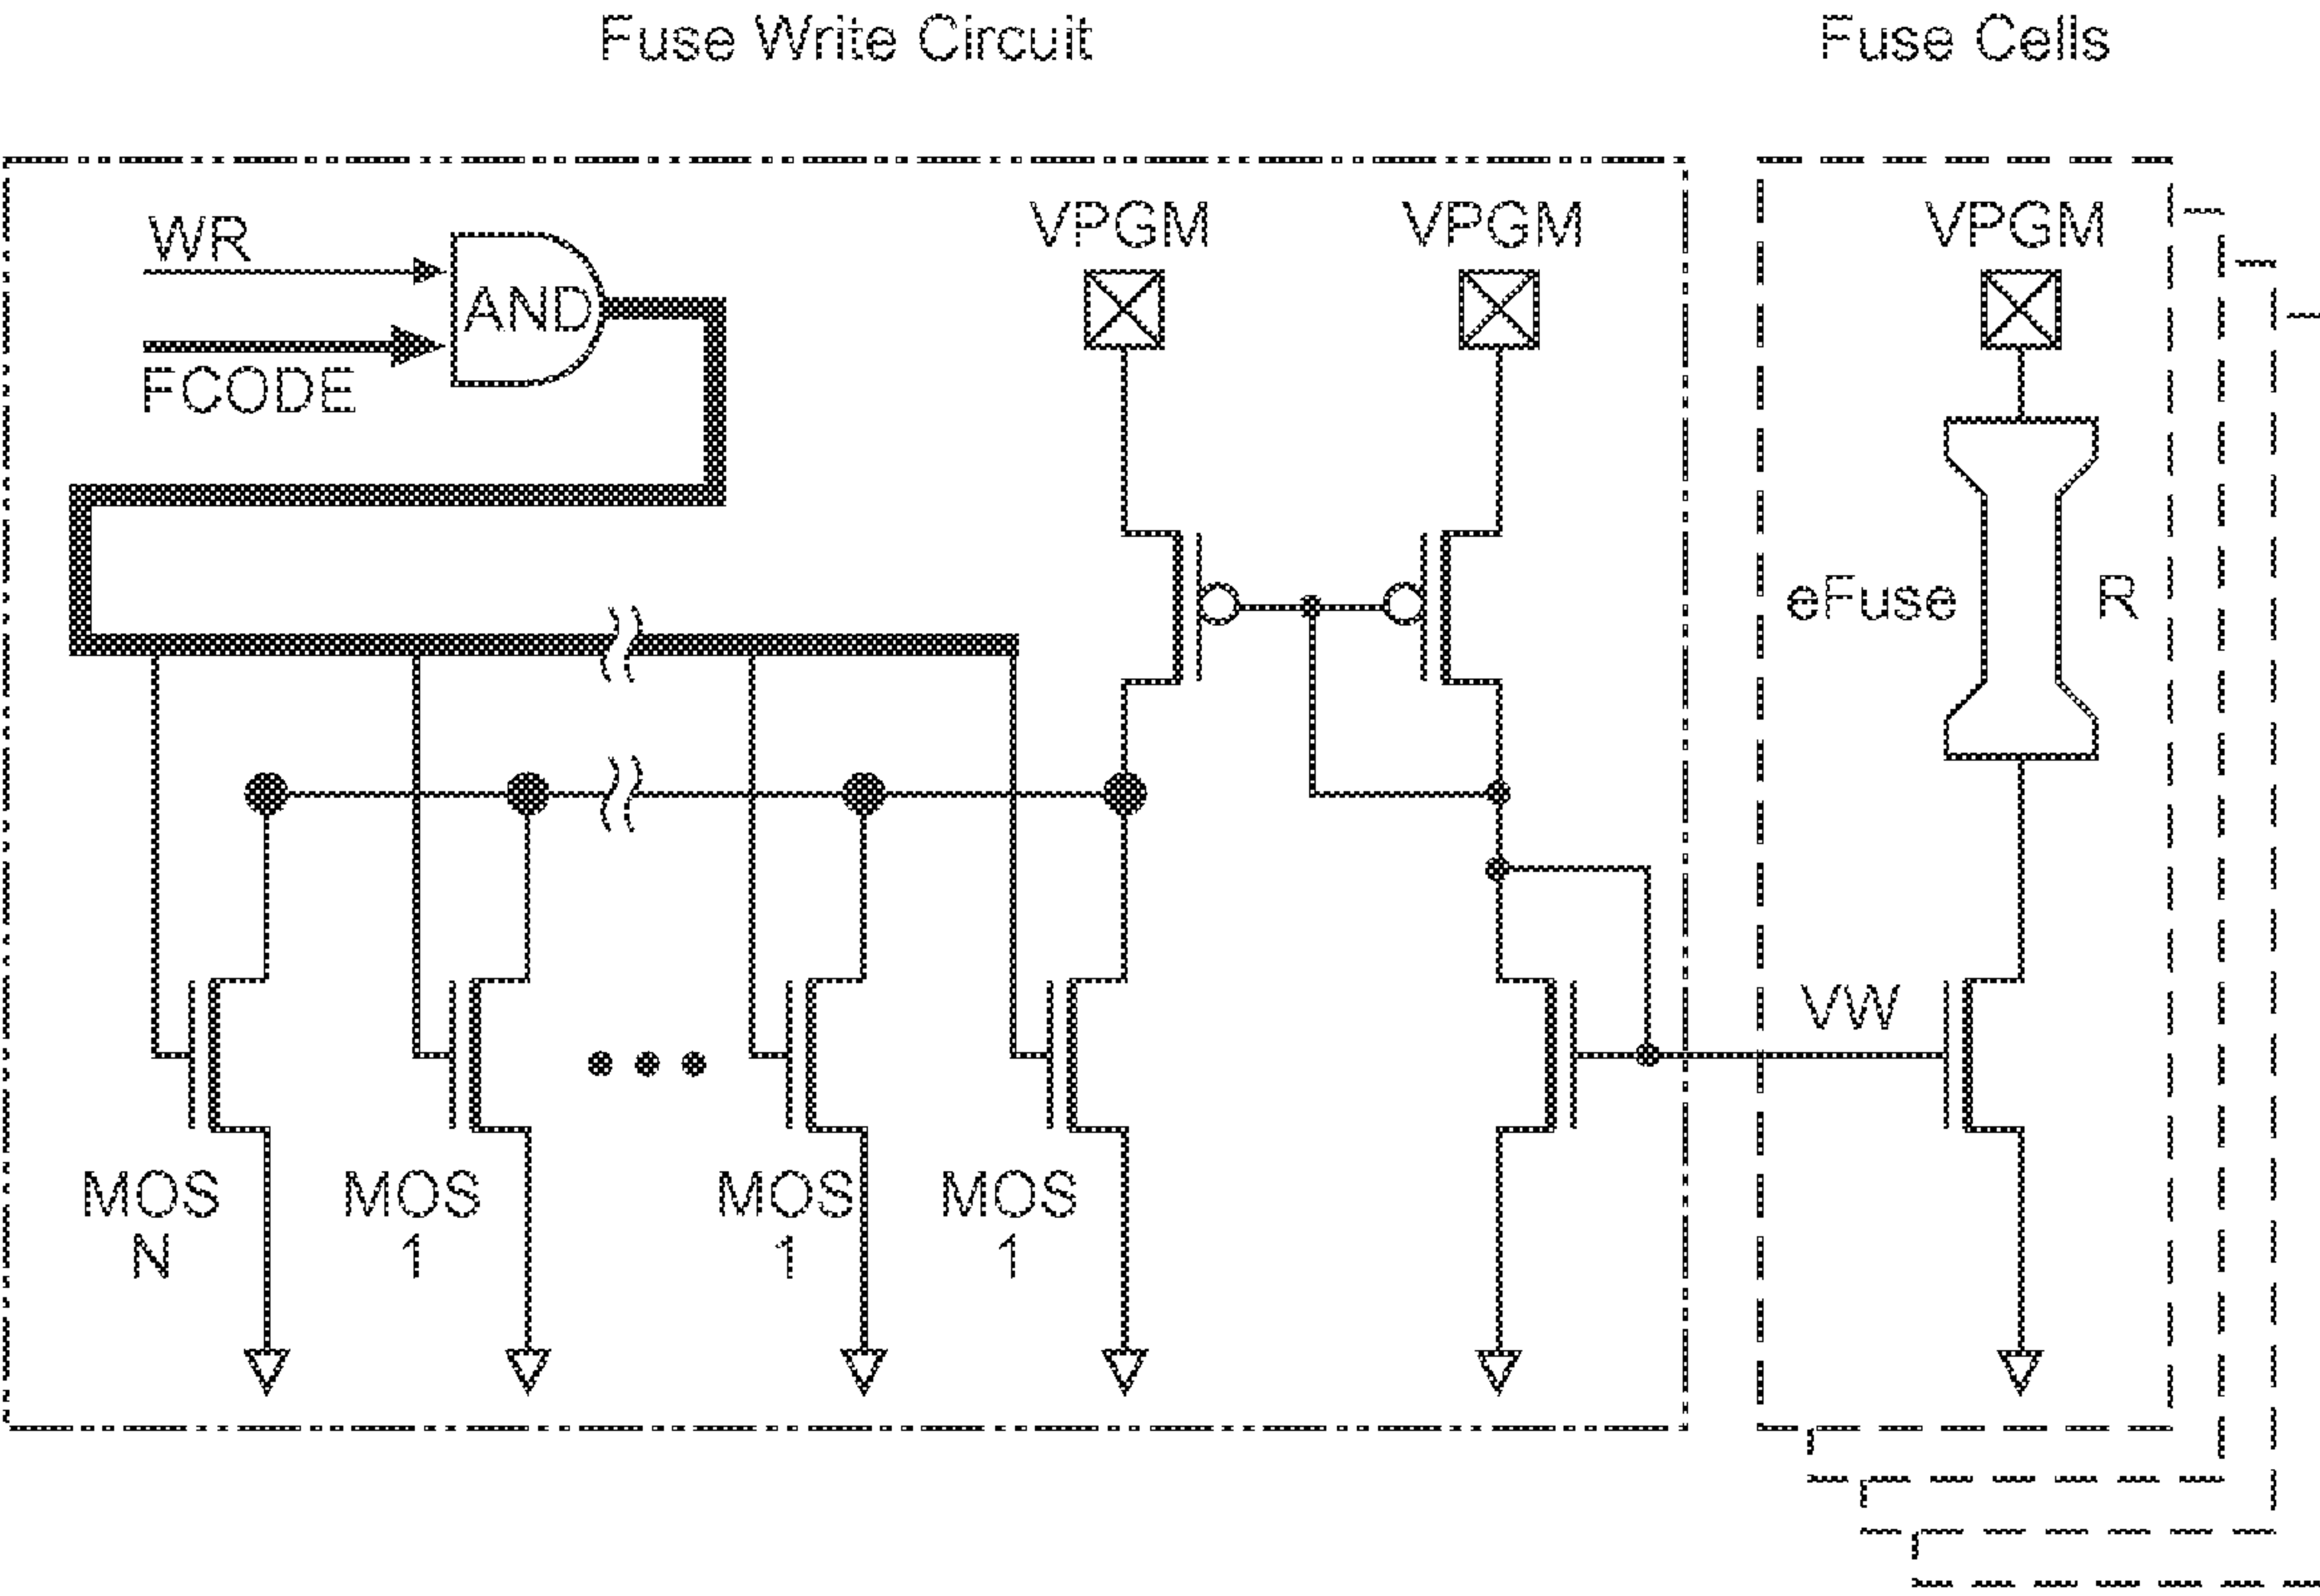 Fuse Write Circuit
Fuse Cells
WR
AND
FCODE
VPGM
VPGM
VPGM
eFuse
R
VW
MOS
N
MOS
1
MOS
1
MOS
1